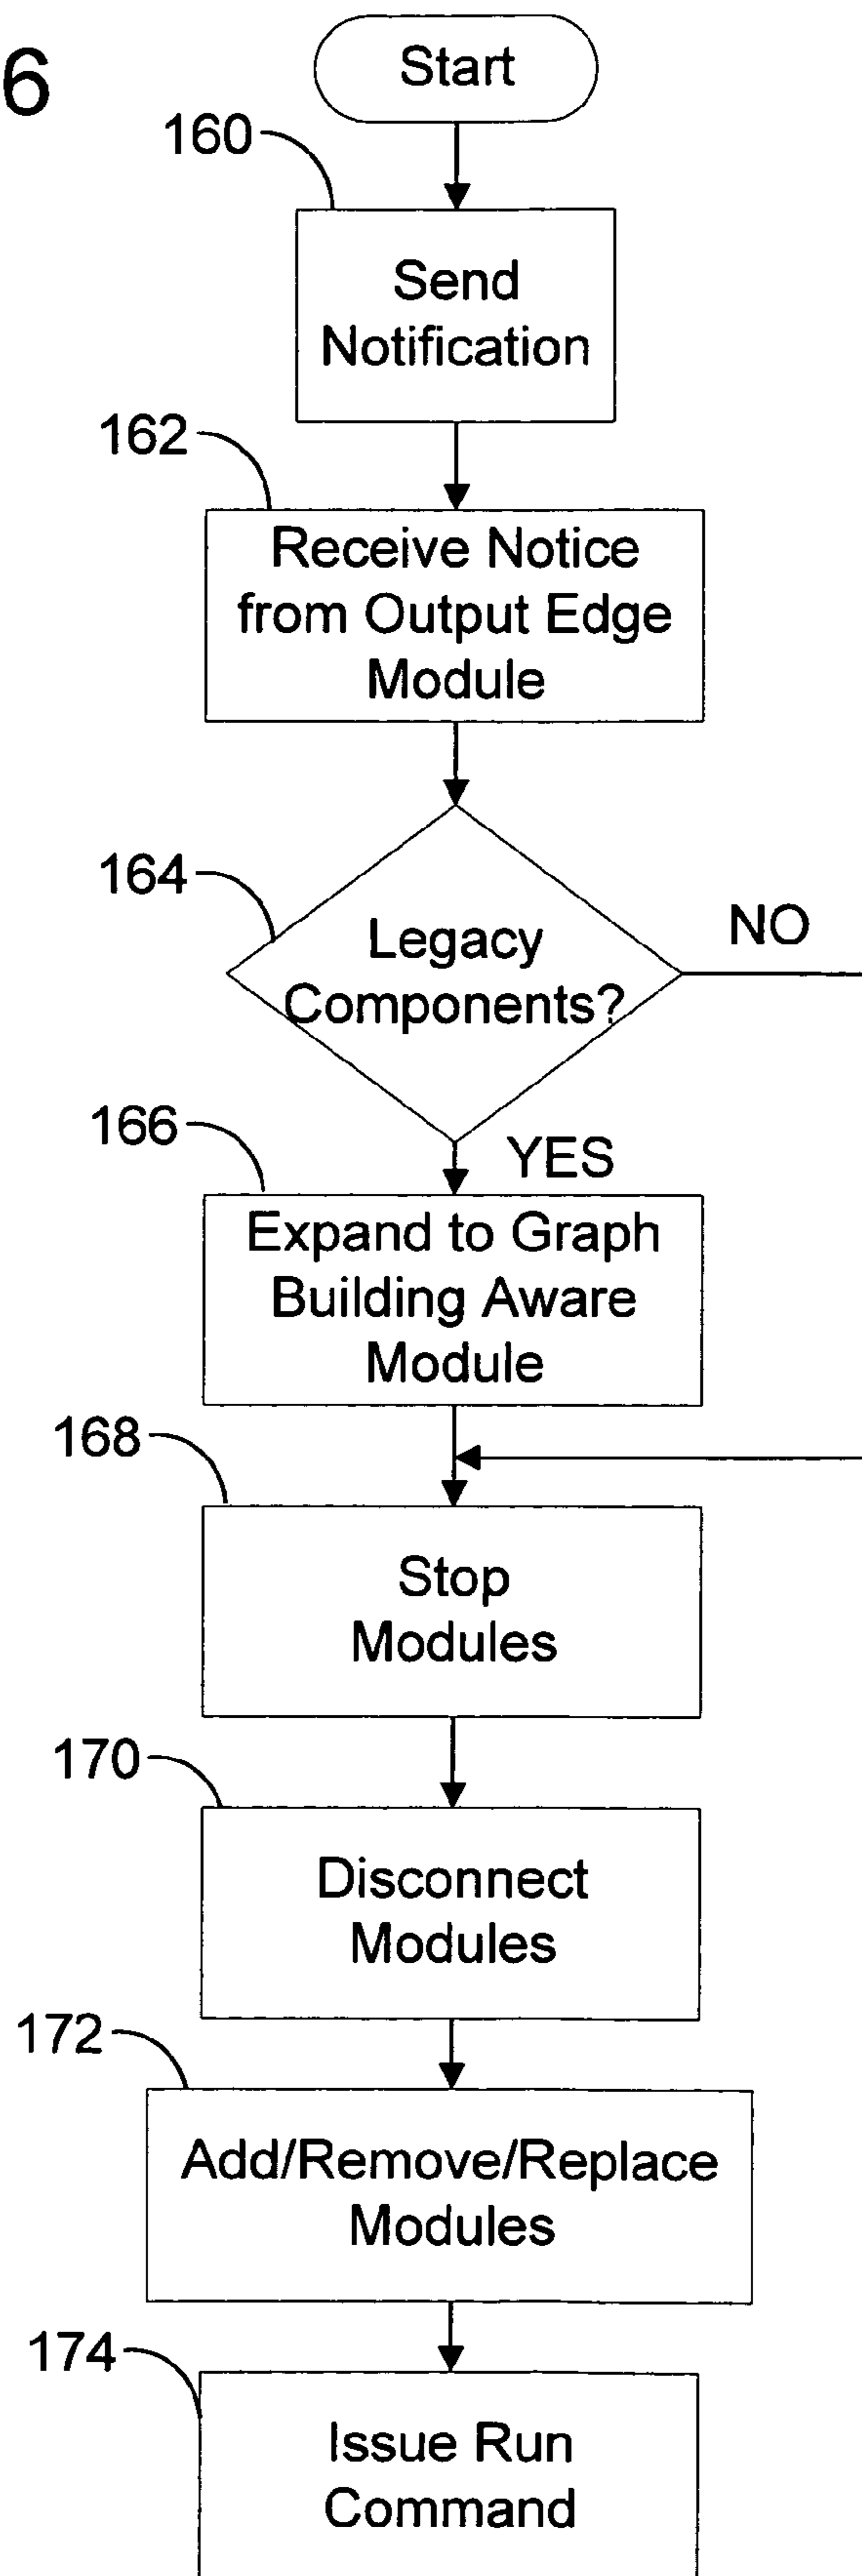 6
Start
160
Send
Notification
162
Receive Notice
from Output Edge
Module
164
Legacy
Components?
NO
YES
166
Expand to Graph
Building Aware
Module
168
Stop
Modules
170
Disconnect
Modules
172
Add/Remove/Replace
Modules
174
Issue Run
Command